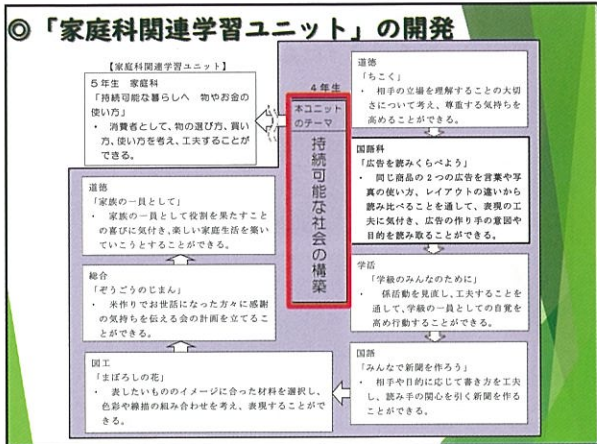 ◎「家庭科関連学習ユニット」の開発
【家庭科関連学習ユニット】
5年生 家庭科
「持続可能な暮らしへ 物やお金の
使い方」
・ 消費者として、物の選び方、買い
方、使い方を考え、工夫することが
できる。
4年生
本ユニット
のテーマ
持続可能な社会の構築
道徳
「ちこく」
・ 相手の立場を理解することの大切
さについて考え、尊重する気持ちを
高めることができる。
国語科
「広告を読みくらべよう」
・ 同じ商品の2つの広告を言葉や写
真の使い方、レイアウトの違いから
読み比べることを通して、表現の工
夫に気付き、広告の作り手の意図や
目的を読み取ることができる。
学活
「学級のみんなのために」
・ 係活動を見直し、工夫することを
通して、学級の一員としての自覚を
高め行動することができる。
国語
「みんなで新聞を作ろう」
・ 相手や目的に応じて書き方を工夫
し、読み手の関心を引く新聞を作る
ことができる。
図工
「まぼろしの花」
・ 表したいもののイメージに合った材料を選択し、
色彩や線描の組み合わせを考え、表現することがで
きる。
総合
「ぞうごうのじまん」
・ 米作りでお世話になった方々に感謝
の気持ちを伝える会の計画を立てるこ
とができる。
道徳
「家族の一員として」
・ 家族の一員として役割を果たすこと
の喜びに気付き、楽しい家庭生活を築い
ていこうとすることができる。